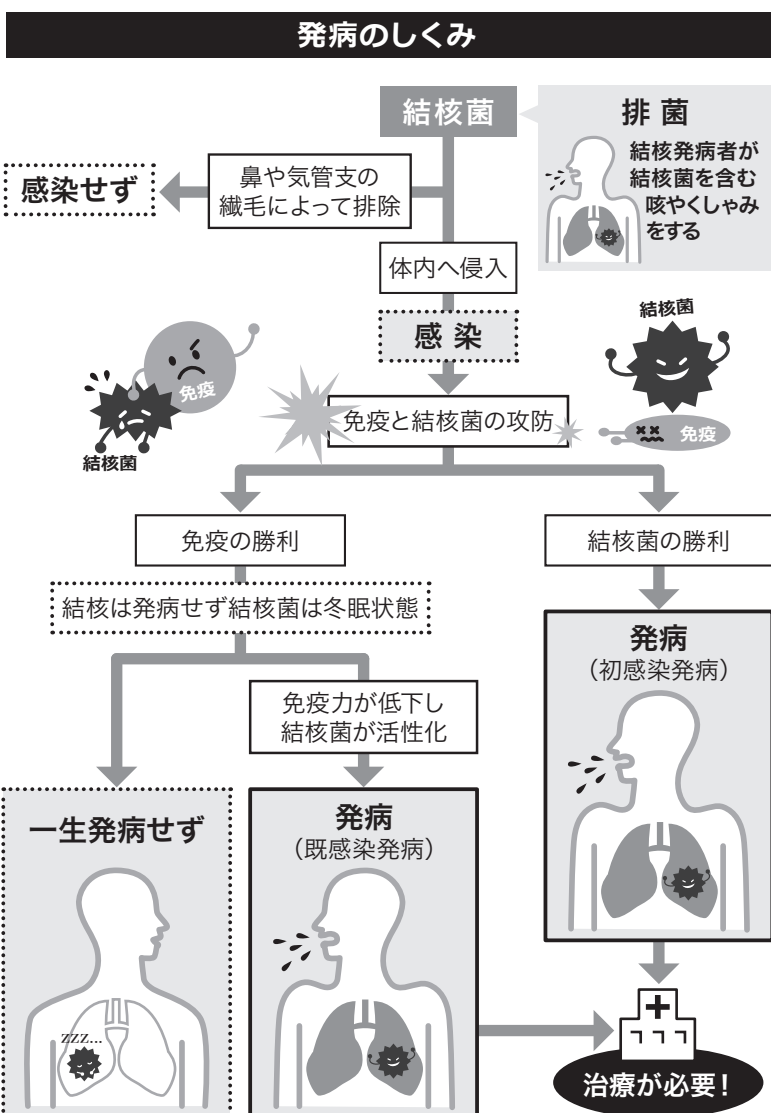 発病のしくみ
結核菌
排菌
結核発病者が
結核菌を含む
咳やくしゃみ
をする
感染せず
鼻や気管支の
繊毛によって排除
体内へ侵入
感染
免疫
結核菌
結核菌
免疫
免疫と結核菌の攻防
免疫の勝利
結核菌の勝利
結核は発病せず結核菌は冬眠状態
発病
(初感染発病)
免疫力が低下し
結核菌が活性化
一生発病せず
zzz...
発病
(既感染発病)
治療が必要!